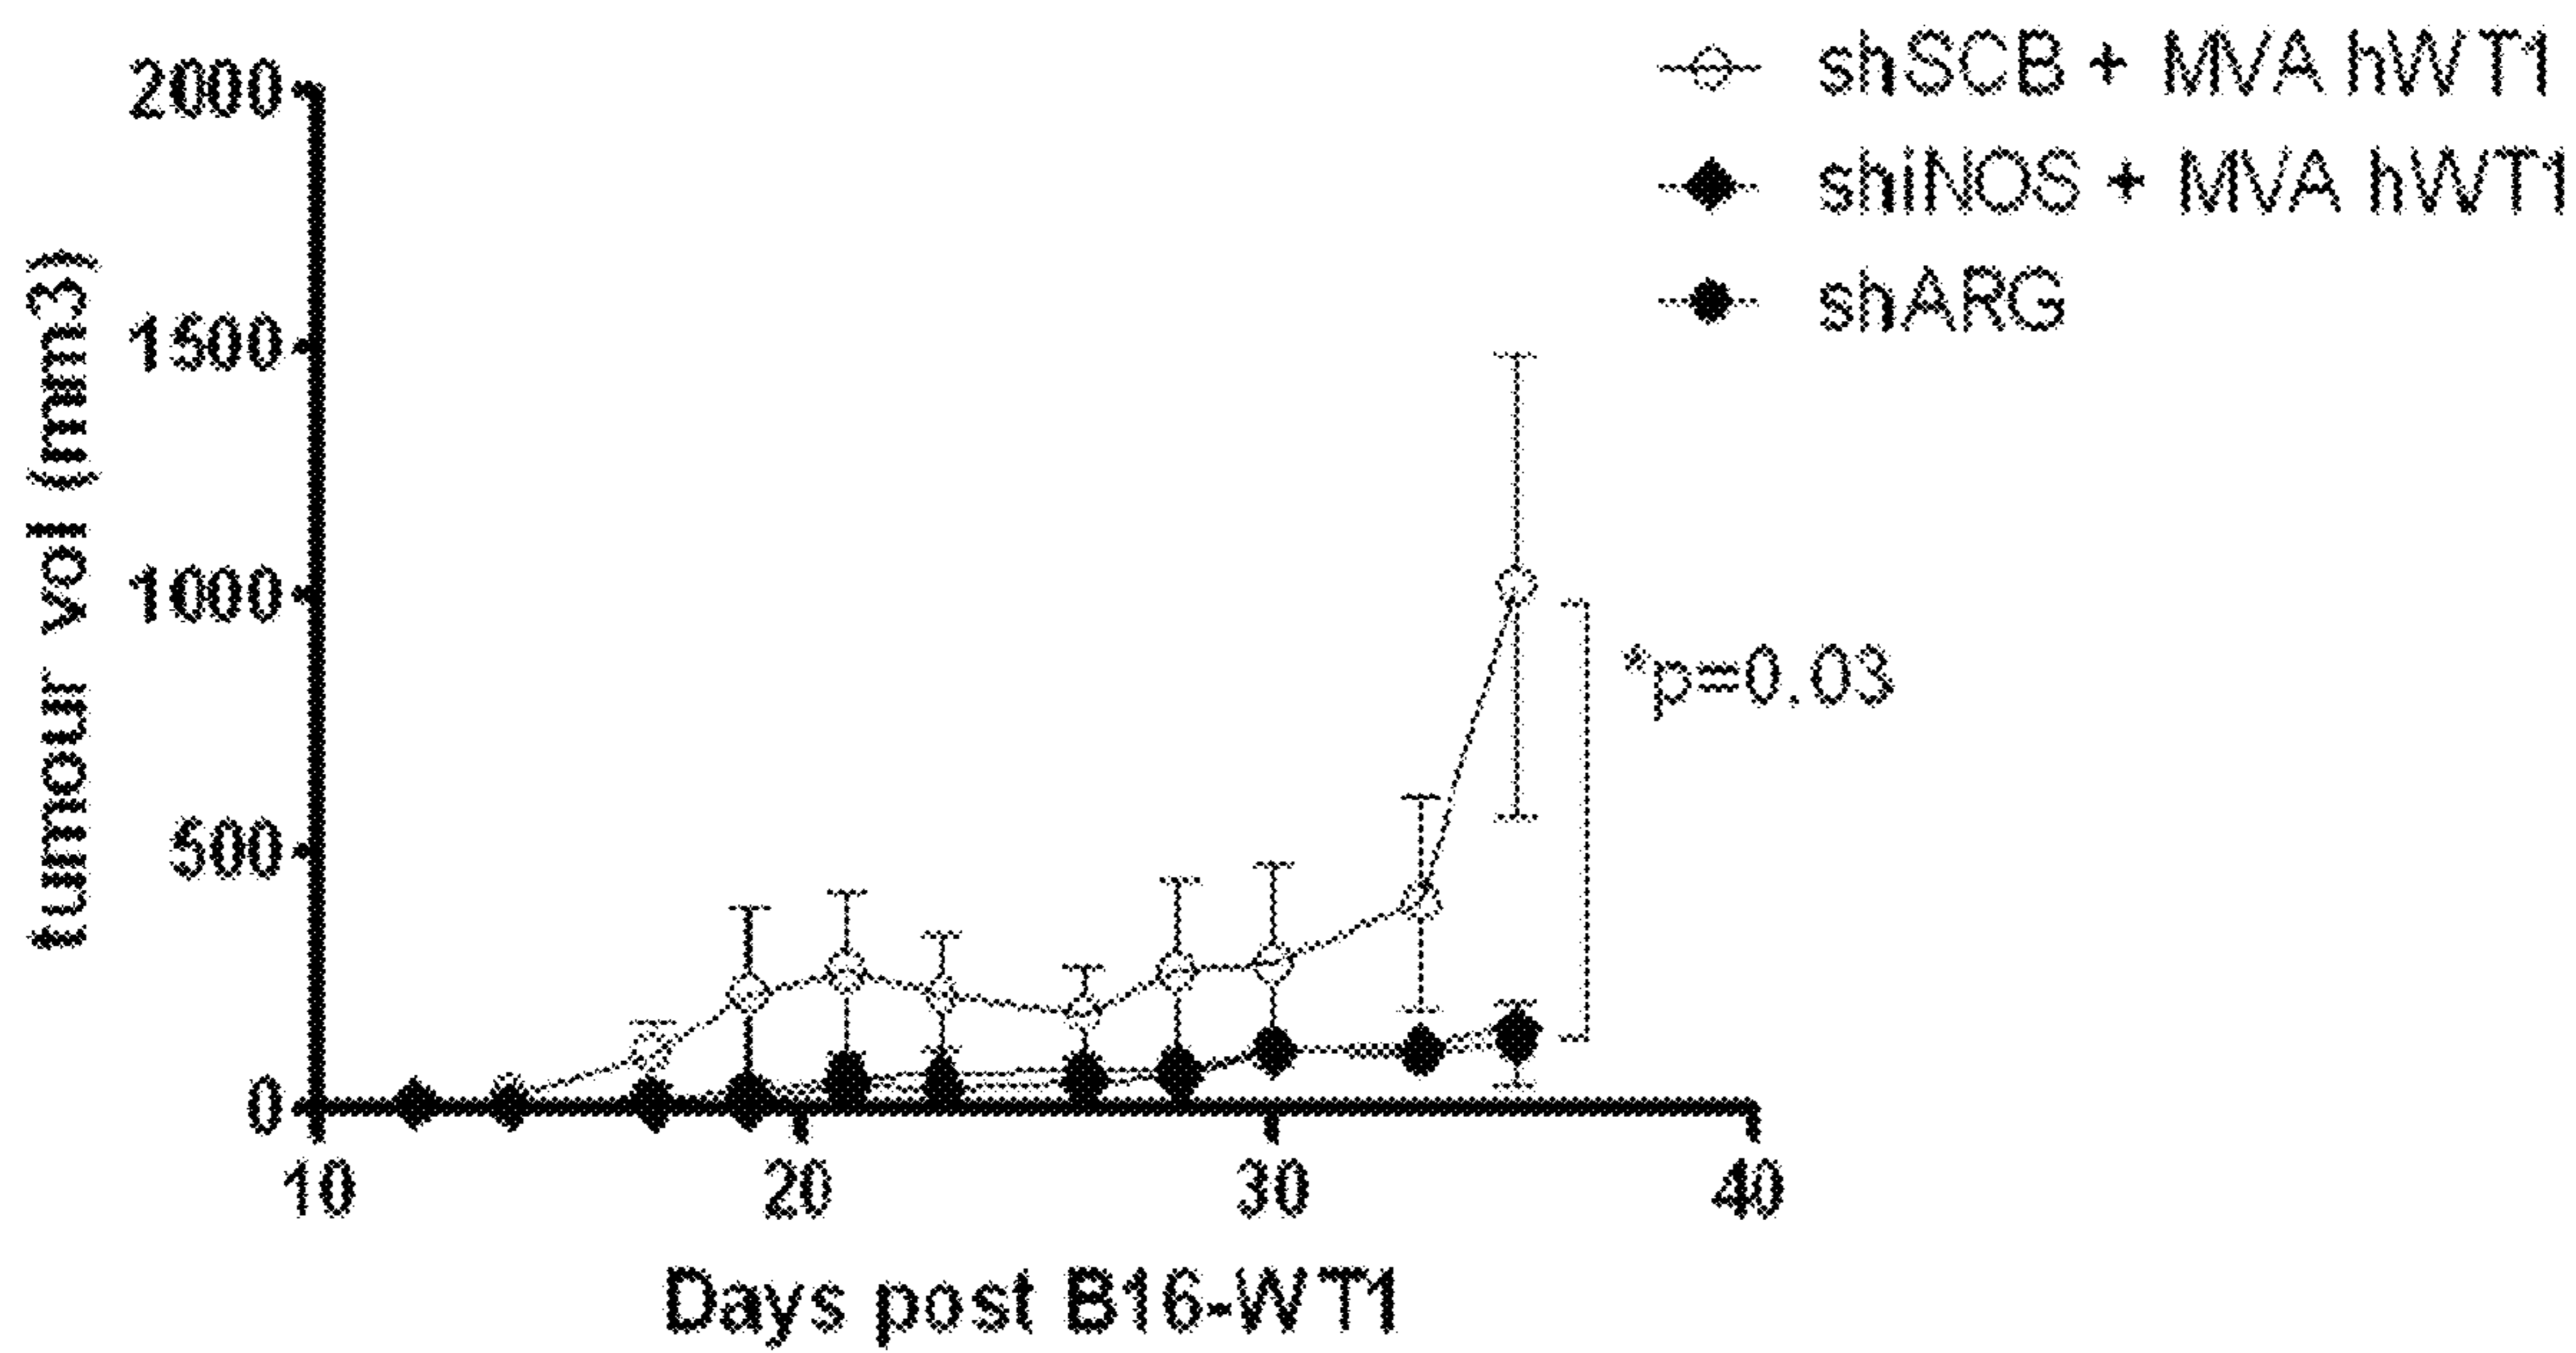 shSCB + MVA hWT1
shiNOS + MVA hWT1
shARG
tumour vol (mm3)
2000
1500
1000
500
0
*p=0.03
10 20 30 40
Days post B16-WT1